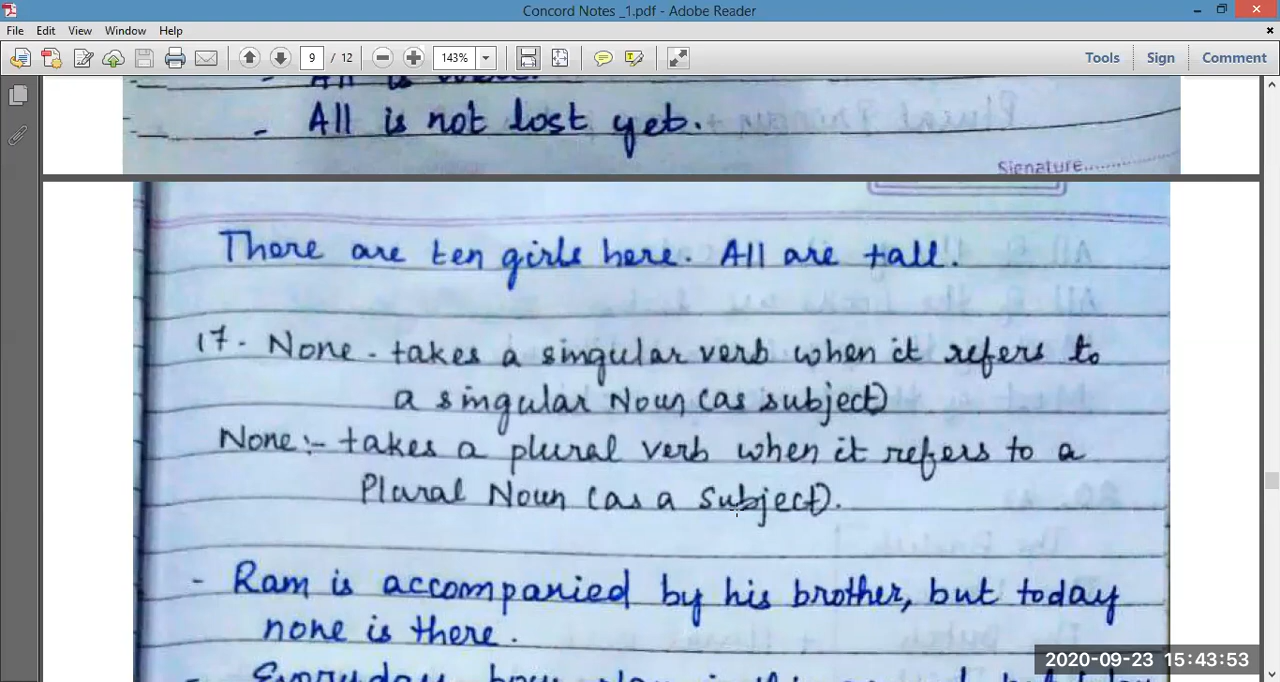 Concord Notes _1.pdf - Adobe Reader
File Edit View Window Help
9 / 12 143% Tools Sign Comment
All is
- All is not lost yet.
Signature
There are ten girls here. All are tall.
17. None - takes a singular verb when it refers to
a singular Noun (as subject)
None :- takes a plural verb when it refers to a
Plural Noun (as a subject).
- Ram is accompanied by his brother, but today
none is there.
2020-09-23 15:43:53